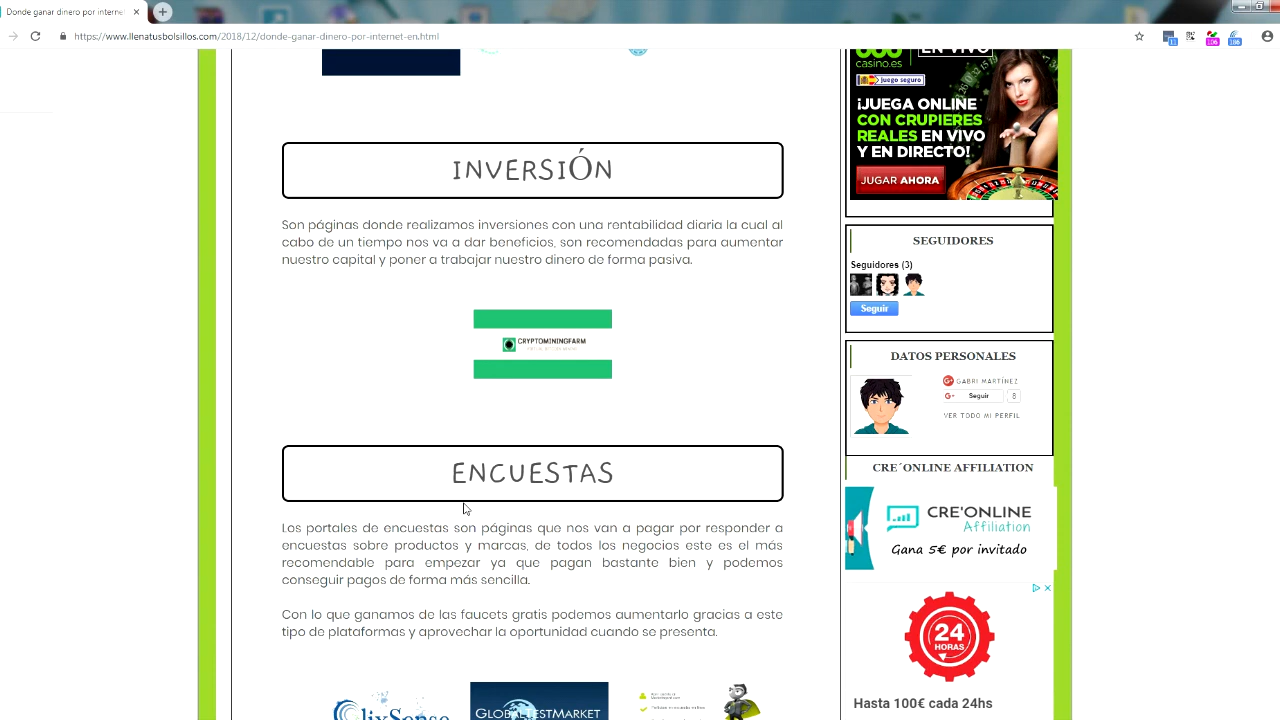 Donde ganar dinero por internet
https://www.llenatusbolsillos.com/2018/12/donde-ganar-dinero-por-internet-en.html
11
106
186
INVERSIÓN
Son páginas donde realizamos inversiones con una rentabilidad diaria la cual al
cabo de un tiempo nos va a dar beneficios, son recomendadas para aumentar
nuestro capital y poner a trabajar nuestro dinero de forma pasiva.
CRYPTOMININGFARM
ENCUESTAS
Los portales de encuestas son páginas que nos van a pagar por responder a
encuestas sobre productos y marcas, de todos los negocios este es el más
recomendable para empezar ya que pagan bastante bien y podemos
conseguir pagos de forma más sencilla.
Con lo que ganamos de las faucets gratis podemos aumentarlo gracias a este
tipo de plataformas y aprovechar la oportunidad cuando se presenta.
ClixSense
GLOBALTESTMARKET
EN VIVO
casino.es
juego seguro
¡JUEGA ONLINE
CON CRUPIERES
REALES EN VIVO
Y EN DIRECTO!
JUGAR AHORA
SEGUIDORES
Seguidores (3)
Seguir
DATOS PERSONALES
GABRI MARTÍNEZ
Seguir 8
VER TODO MI PERFIL
CRE´ONLINE AFFILIATION
CRE'ONLINE
Affiliation
Gana 5€ por invitado
24
HORAS
Hasta 100€ cada 24hs